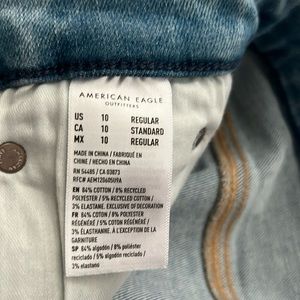 AMERICAN EAGLE
OUTFITTERS
US 10 REGULAR
CA 10 STANDARD
MX 10 REGULAR
MADE IN CHINA / FABRIQUÉ EN
CHINE / HECHO EN CHINA
RN 54485 / CA 03873
RFC# AEM120605U9A
EN 84% COTTON / 8% RECYCLED
POLYESTER / 5% RECYCLED COTTON /
3% ELASTANE. EXCLUSIVE OF DECORATION
FR 84% COTON / 8% POLYESTER
RÉGÉNÉRÉ / 5% COTON RÉGÉNÉRÉ /
3% ÉLASTHANNE. À L'EXCEPTION DE LA
GARNITURE
SP 84% algodón / 8% poliéster
reciclado / 5% algodón reciclado /
3% elastano